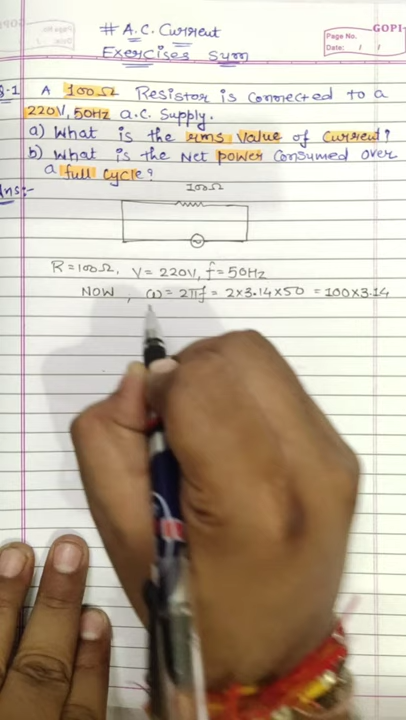 # A.C. Current
Exercises Sum
GOPI
Page No.
Date: / /
Q-1 A 100Ω Resistor is connected to a
220V, 50Hz a.c. Supply.
a) What is the rms Value of Current?
b) What is the Net power Consumed over
a full cycle?
Ans:-
100Ω
R = 100Ω, V = 220V, f = 50Hz
NOW, ω = 2πf = 2×3.14×50 = 100×3.14